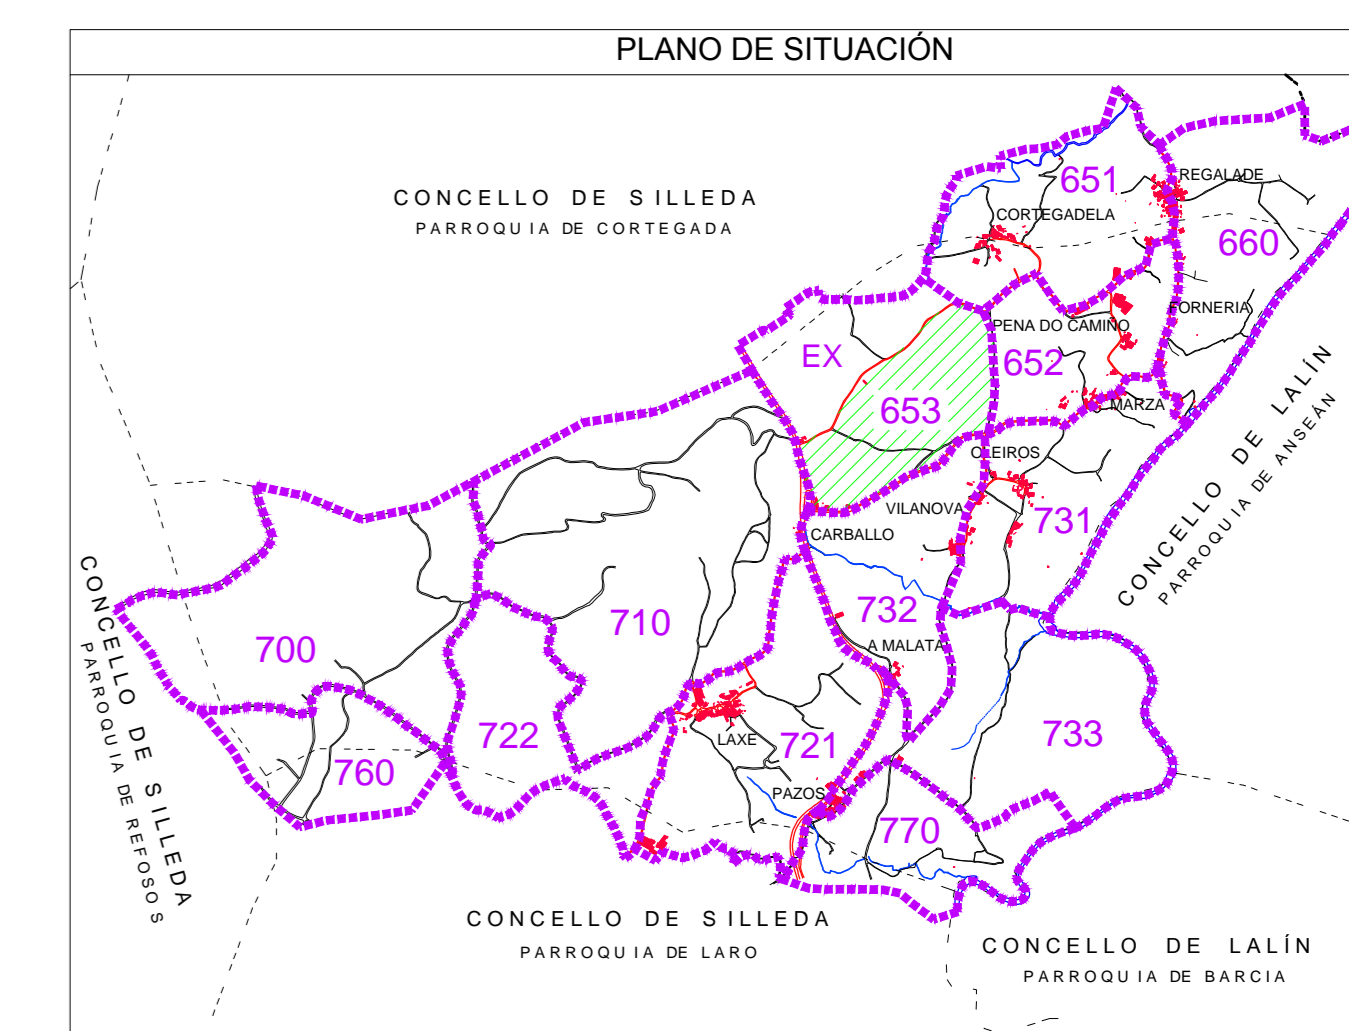 PLANO DE SITUACIÓN
CONCELLO DE SILLEDA
PARROQUIA DE CORTEGADA
651
REGALADE
CORTEGADELA
660
FORNERIA
PENA DO CAMIÑO
EX
652
653
MARZA
CONCELLO DE LALÍN
PARROQUIA DE ANSEÁN
OLEIROS
VILANOVA
731
CARBALLO
732
710
700
A MALATA
CONCELLO DE SILLEDA
PARROQUIA DE REFOSOS
722
LAXE
721
733
760
PAZOS
770
CONCELLO DE SILLEDA
PARROQUIA DE LARO
CONCELLO DE LALÍN
PARROQUIA DE BARCIA